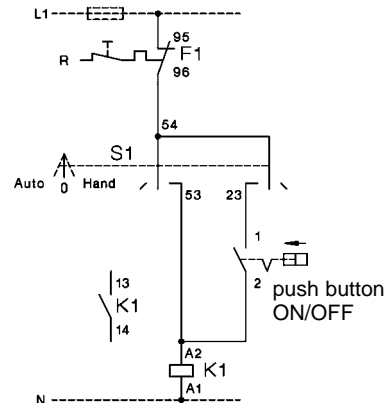 L1
95
F1
R
96
54
S1
Auto 0 Hand
53 23
1
13
K1
2 push button
ON/OFF
14
A2
K1
A1
N